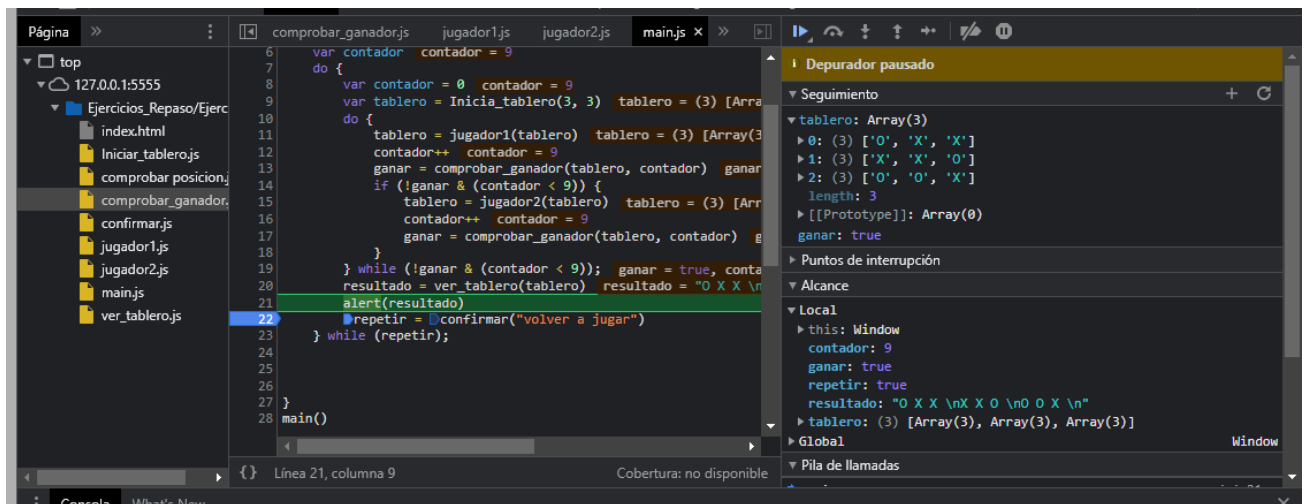 Página »
top
127.0.0.1:5555
Ejercicios_Repaso/Ejerc
index.html
Iniciar_tablero.js
comprobar posicion.j
comprobar_ganador.
confirmar.js
jugador1.js
jugador2.js
main.js
ver_tablero.js
comprobar_ganador.js jugador1.js jugador2.js main.js × »
6 var contador contador = 9
7 do {
8 var contador = 0 contador = 9
9 var tablero = Inicia_tablero(3, 3) tablero = (3) [Arra
10 do {
11 tablero = jugador1(tablero) tablero = (3) [Array(3
12 contador++ contador = 9
13 ganar = comprobar_ganador(tablero, contador) ganar
14 if (!ganar & (contador < 9)) {
15 tablero = jugador2(tablero) tablero = (3) [Arr
16 contador++ contador = 9
17 ganar = comprobar_ganador(tablero, contador) g
18 }
19 } while (!ganar & (contador < 9)); ganar = true, conta
20 resultado = ver_tablero(tablero) resultado = "O X X \n
21 alert(resultado)
22 repetir = confirmar("volver a jugar")
23 } while (repetir);
24
25
26
27 }
28 main()
{} Línea 21, columna 9 Cobertura: no disponible
Depurador pausado
Seguimiento
tablero: Array(3)
0: (3) ['O', 'X', 'X']
1: (3) ['X', 'X', 'O']
2: (3) ['O', 'O', 'X']
length: 3
[[Prototype]]: Array(0)
ganar: true
Puntos de interrupción
Alcance
Local
this: Window
contador: 9
ganar: true
repetir: true
resultado: "O X X \nX X O \nO O X \n"
tablero: (3) [Array(3), Array(3), Array(3)]
Global Window
Pila de llamadas
Consola What's New